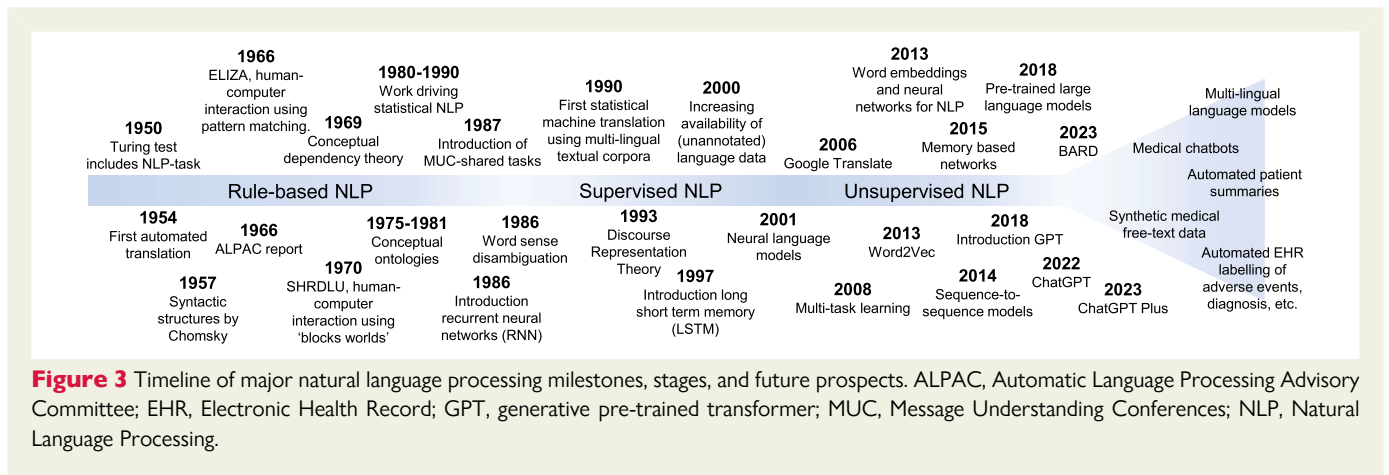 1950
Turing test
includes NLP-task
1966
ELIZA, human-
computer
interaction using
pattern matching.
1969
Conceptual
dependency theory
1980-1990
Work driving
statistical NLP
1987
Introduction of
MUC-shared tasks
1990
First statistical
machine translation
using multi-lingual
textual corpora
2000
Increasing
availability of
(unannotated)
language data
2006
Google Translate
2013
Word embeddings
and neural
networks for NLP
2015
Memory based
networks
2018
Pre-trained large
language models
2023
BARD
Rule-based NLP
Supervised NLP
Unsupervised NLP
1954
First automated
translation
1957
Syntactic
structures by
Chomsky
1966
ALPAC report
1970
SHRDLU, human-
computer
interaction using
‘blocks worlds’
1975-1981
Conceptual
ontologies
1986
Word sense
disambiguation
1986
Introduction
recurrent neural
networks (RNN)
1993
Discourse
Representation
Theory
1997
Introduction long
short term memory
(LSTM)
2001
Neural language
models
2008
Multi-task learning
2013
Word2Vec
2014
Sequence-to-
sequence models
2018
Introduction GPT
2022
ChatGPT
2023
ChatGPT Plus
Multi-lingual
language models
Medical chatbots
Automated patient
summaries
Synthetic medical
free-text data
Automated EHR
labelling of
adverse events,
diagnosis, etc.
Figure 3 Timeline of major natural language processing milestones, stages, and future prospects. ALPAC, Automatic Language Processing Advisory
Committee; EHR, Electronic Health Record; GPT, generative pre-trained transformer; MUC, Message Understanding Conferences; NLP, Natural
Language Processing.